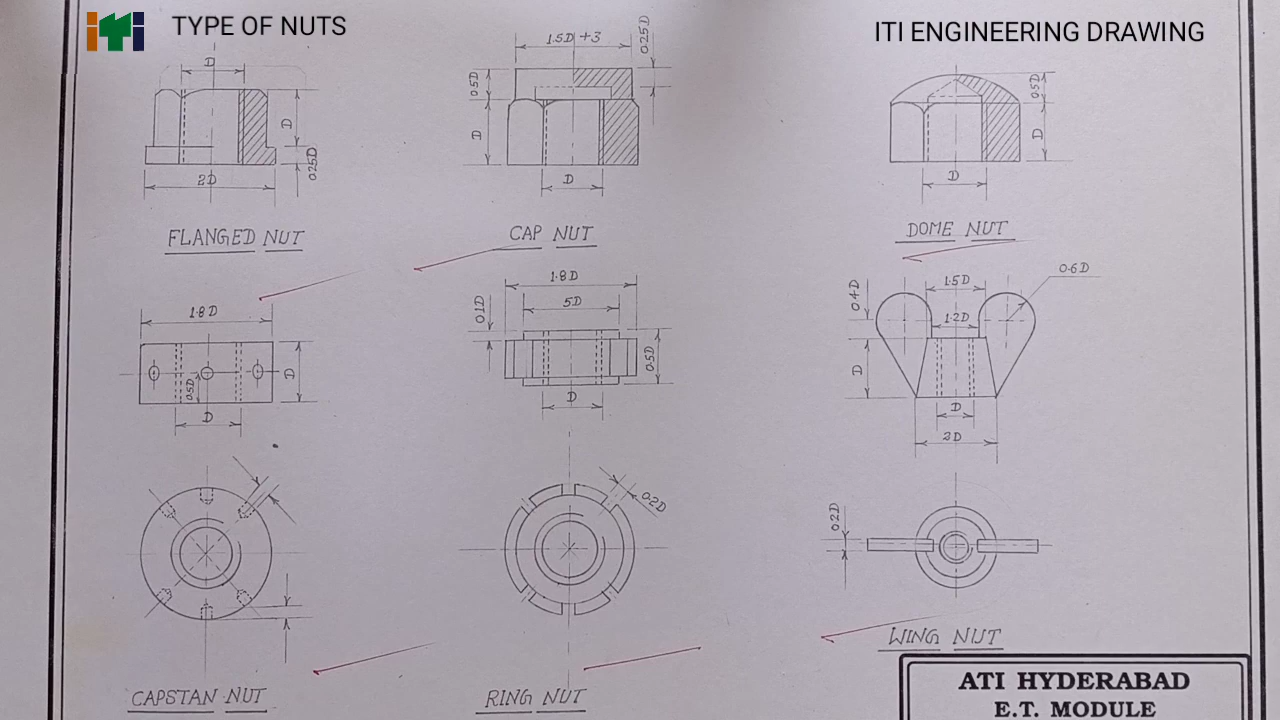 iTi
TYPE OF NUTS
ITI ENGINEERING DRAWING
D
D
0.25D
2D
FLANGED NUT
1.5D +3
0.25D
0.5D
D
D
CAP NUT
0.5D
D
D
DOME NUT
1.8D
0.5D
D
D
CAPSTAN NUT
1.8D
5D
0.1D
0.5D
D
0.2D
RING NUT
0.6D
0.4D
1.5D
1.2D
D
D
2D
0.2D
WING NUT
ATI HYDERABAD
E.T. MODULE